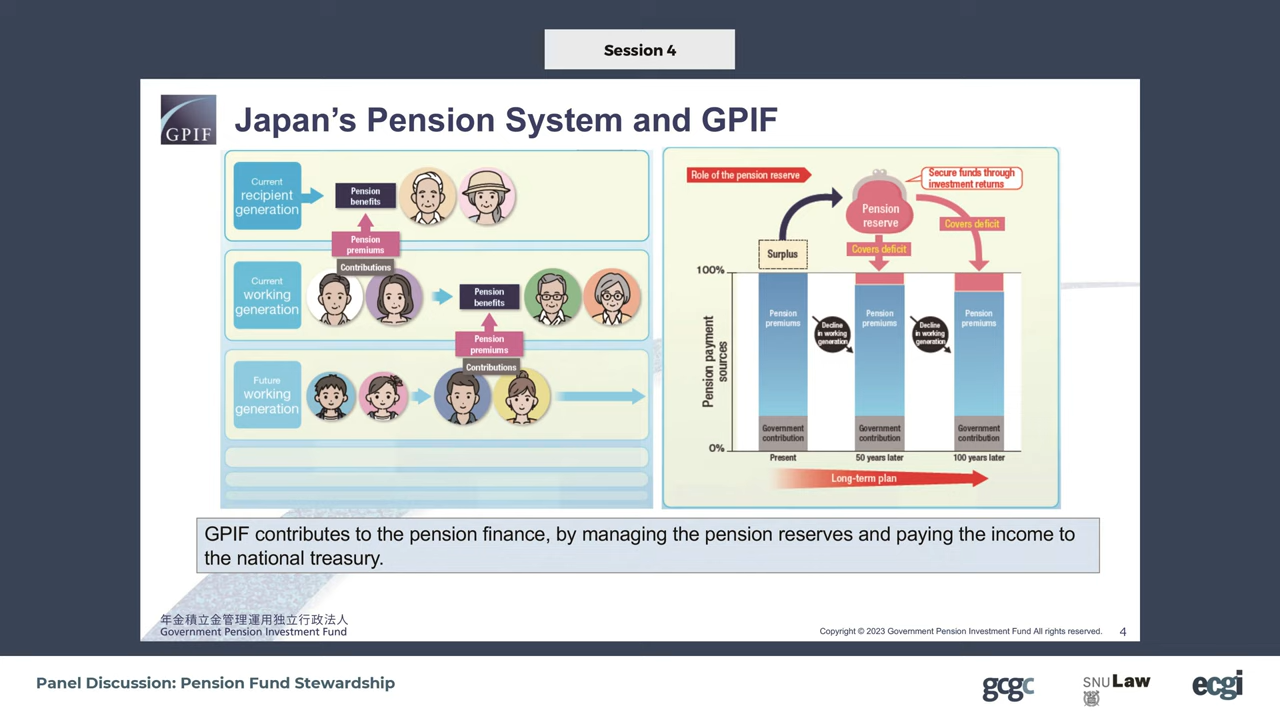 Session 4
GPIF
Japan's Pension System and GPIF
Current
recipient
generation
Pension
benefits
Pension
premiums
Contributions
Current
working
generation
Pension
benefits
Pension
premiums
Contributions
Future
working
generation
Role of the pension reserve
Secure funds through
investment returns
Pension
reserve
Covers deficit
Covers deficit
Surplus
100%
Pension payment
sources
0%
Pension
premiums
Decline
in working
generation
Pension
premiums
Decline
in working
generation
Pension
premiums
Government
contribution
Government
contribution
Government
contribution
Present
50 years later
100 years later
Long-term plan
GPIF contributes to the pension finance, by managing the pension reserves and paying the income to
the national treasury.
年金積立金管理運用独立行政法人
Government Pension Investment Fund
Copyright © 2023 Government Pension Investment Fund All rights reserved.
4
Panel Discussion: Pension Fund Stewardship
gcgc
SNU Law
ecgi